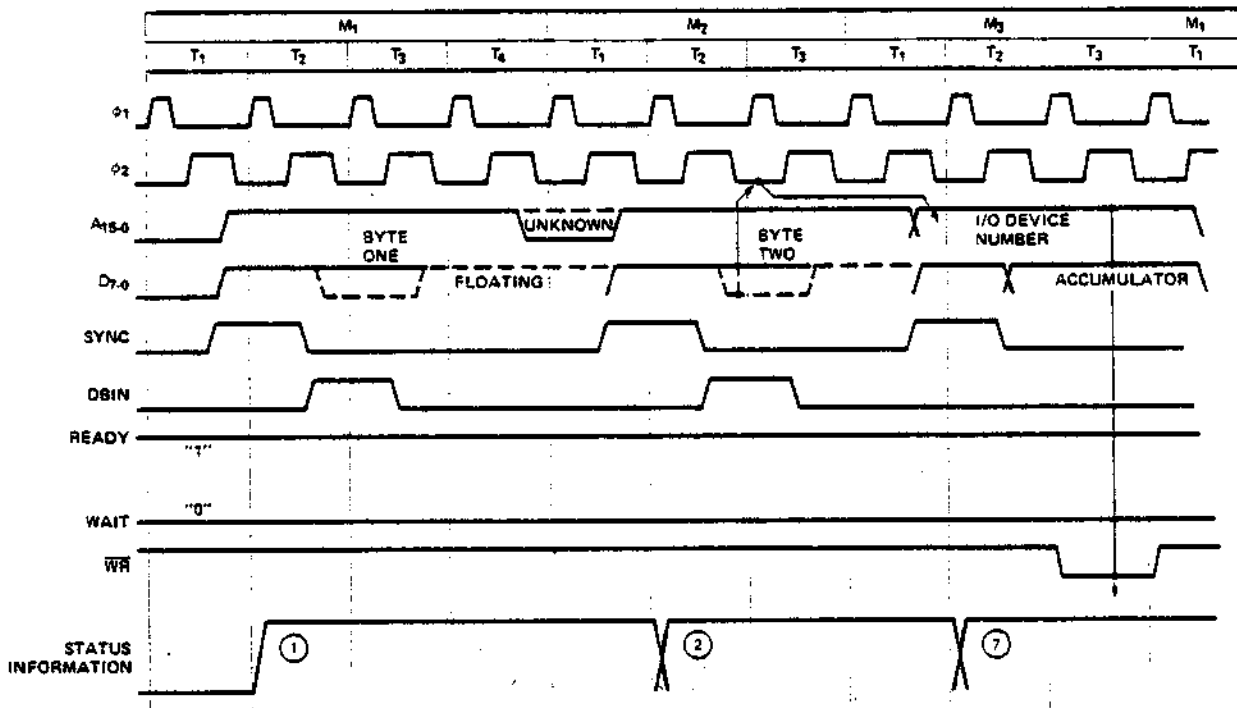 M₁ M₂ M₃ M₁
T₁ T₂ T₃ T₄ T₁ T₂ T₃ T₁ T₂ T₃ T₁
φ₁
φ₂
A₁₅₋₀ UNKNOWN I/O DEVICE
NUMBER
BYTE
ONE
BYTE
TWO
D₇₋₀ FLOATING ACCUMULATOR
SYNC
DBIN
READY
"1"
"0"
WAIT
W̅R̅
STATUS
INFORMATION
① ② ⑦